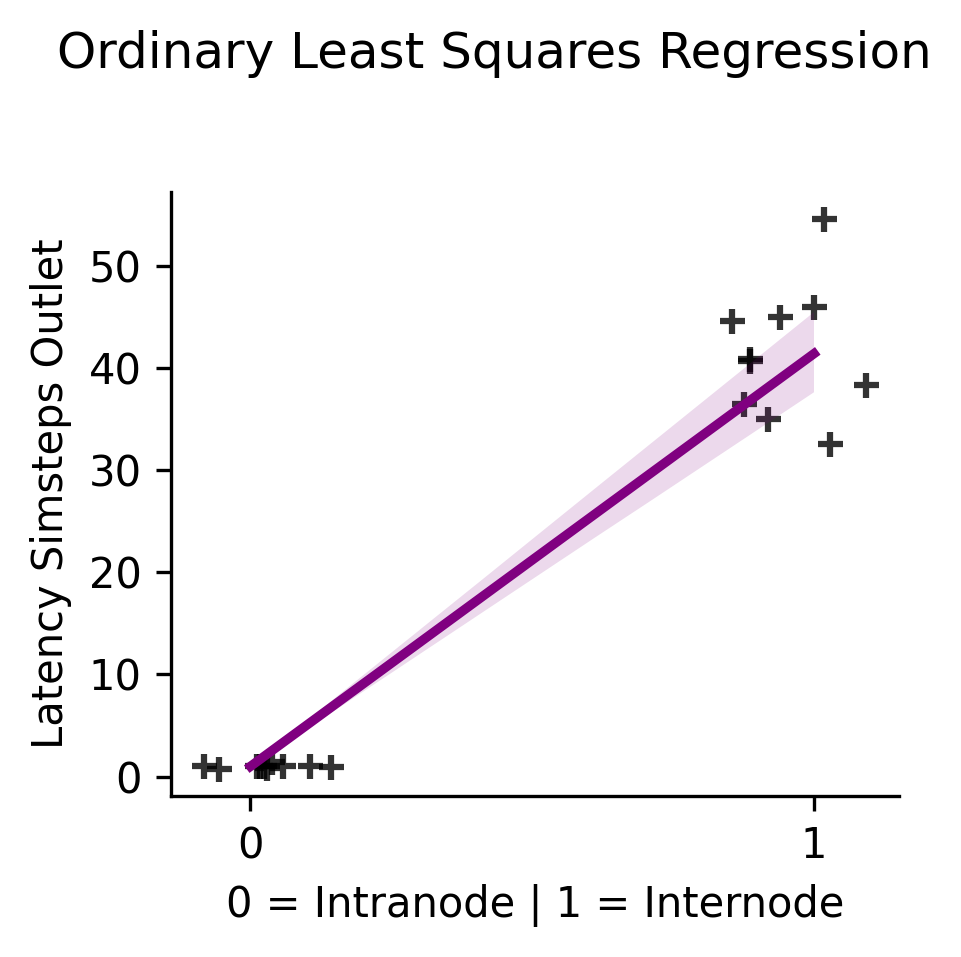 Ordinary Least Squares Regression
Latency Simsteps Outlet
50
40
30
20
10
0
0
1
0 = Intranode | 1 = Internode